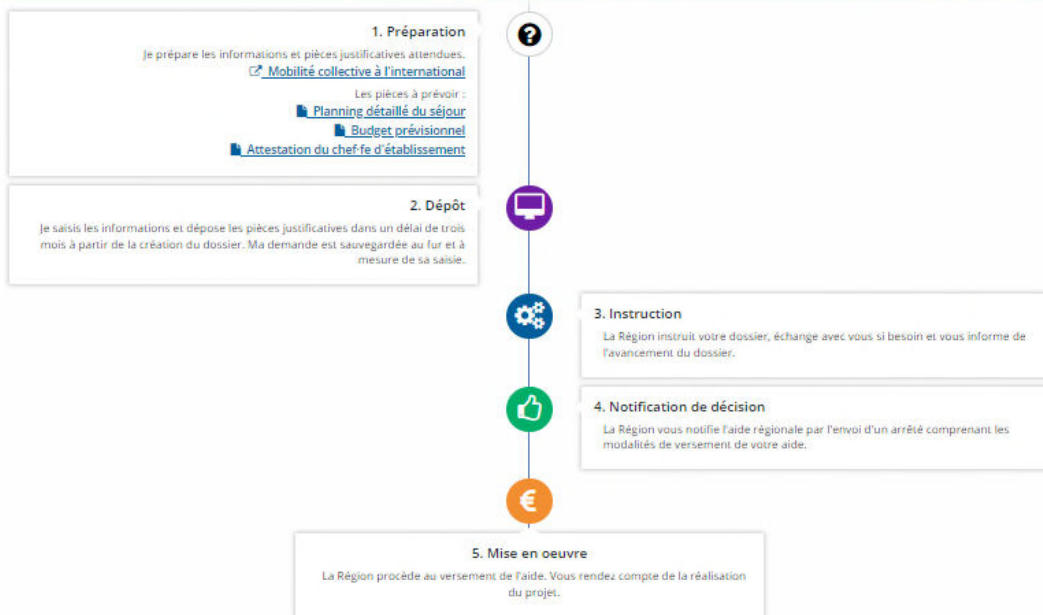 1. Préparation
Je prépare les informations et pièces justificatives attendues.
Mobilité collective à l'international
Les pièces à prévoir :
Planning détaillé du séjour
Budget prévisionnel
Attestation du chef·fe d'établissement
2. Dépôt
Je saisis les informations et dépose les pièces justificatives dans un délai de trois
mois à partir de la création du dossier. Ma demande est sauvegardée au fur et à
mesure de sa saisie.
3. Instruction
La Région instruit votre dossier, échange avec vous si besoin et vous informe de
l'avancement du dossier.
4. Notification de décision
La Région vous notifie l'aide régionale par l'envoi d'un arrêté comprenant les
modalités de versement de votre aide.
€
5. Mise en oeuvre
La Région procède au versement de l'aide. Vous rendez compte de la réalisation
du projet.